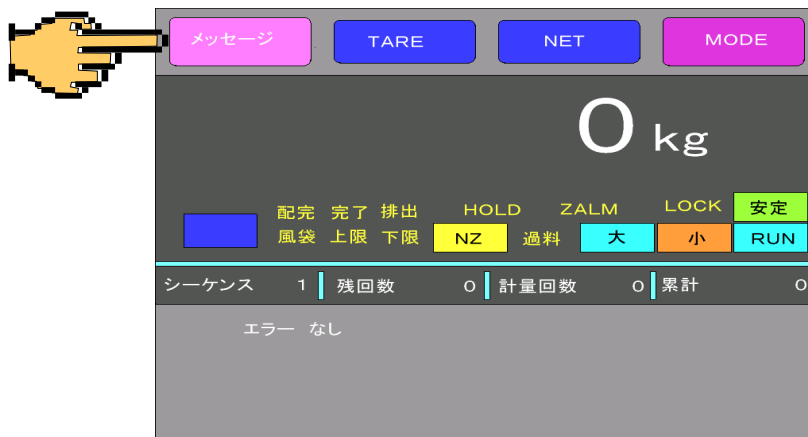 メッセージ TARE NET MODE
0 kg
配完 完了 排出 HOLD ZALM LOCK 安定
風袋 上限 下限 NZ 過料 大 小 RUN
シーケンス 1 残回数 0 計量回数 0 累計 0
エラー なし